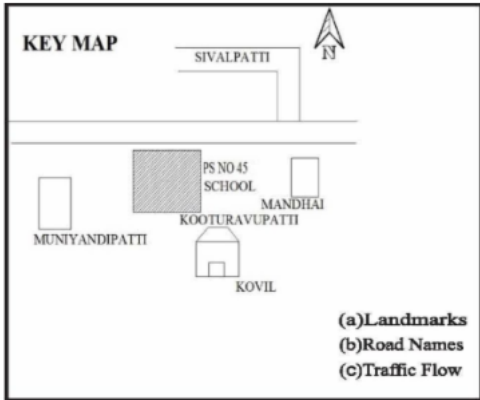 KEY MAP
N
SIVALPATTI
PS NO 45
SCHOOL
MANDHAI
KOOTURAVUPATTI
MUNIYANDIPATTI
KOVIL
(a)Landmarks
(b)Road Names
(c)Traffic Flow